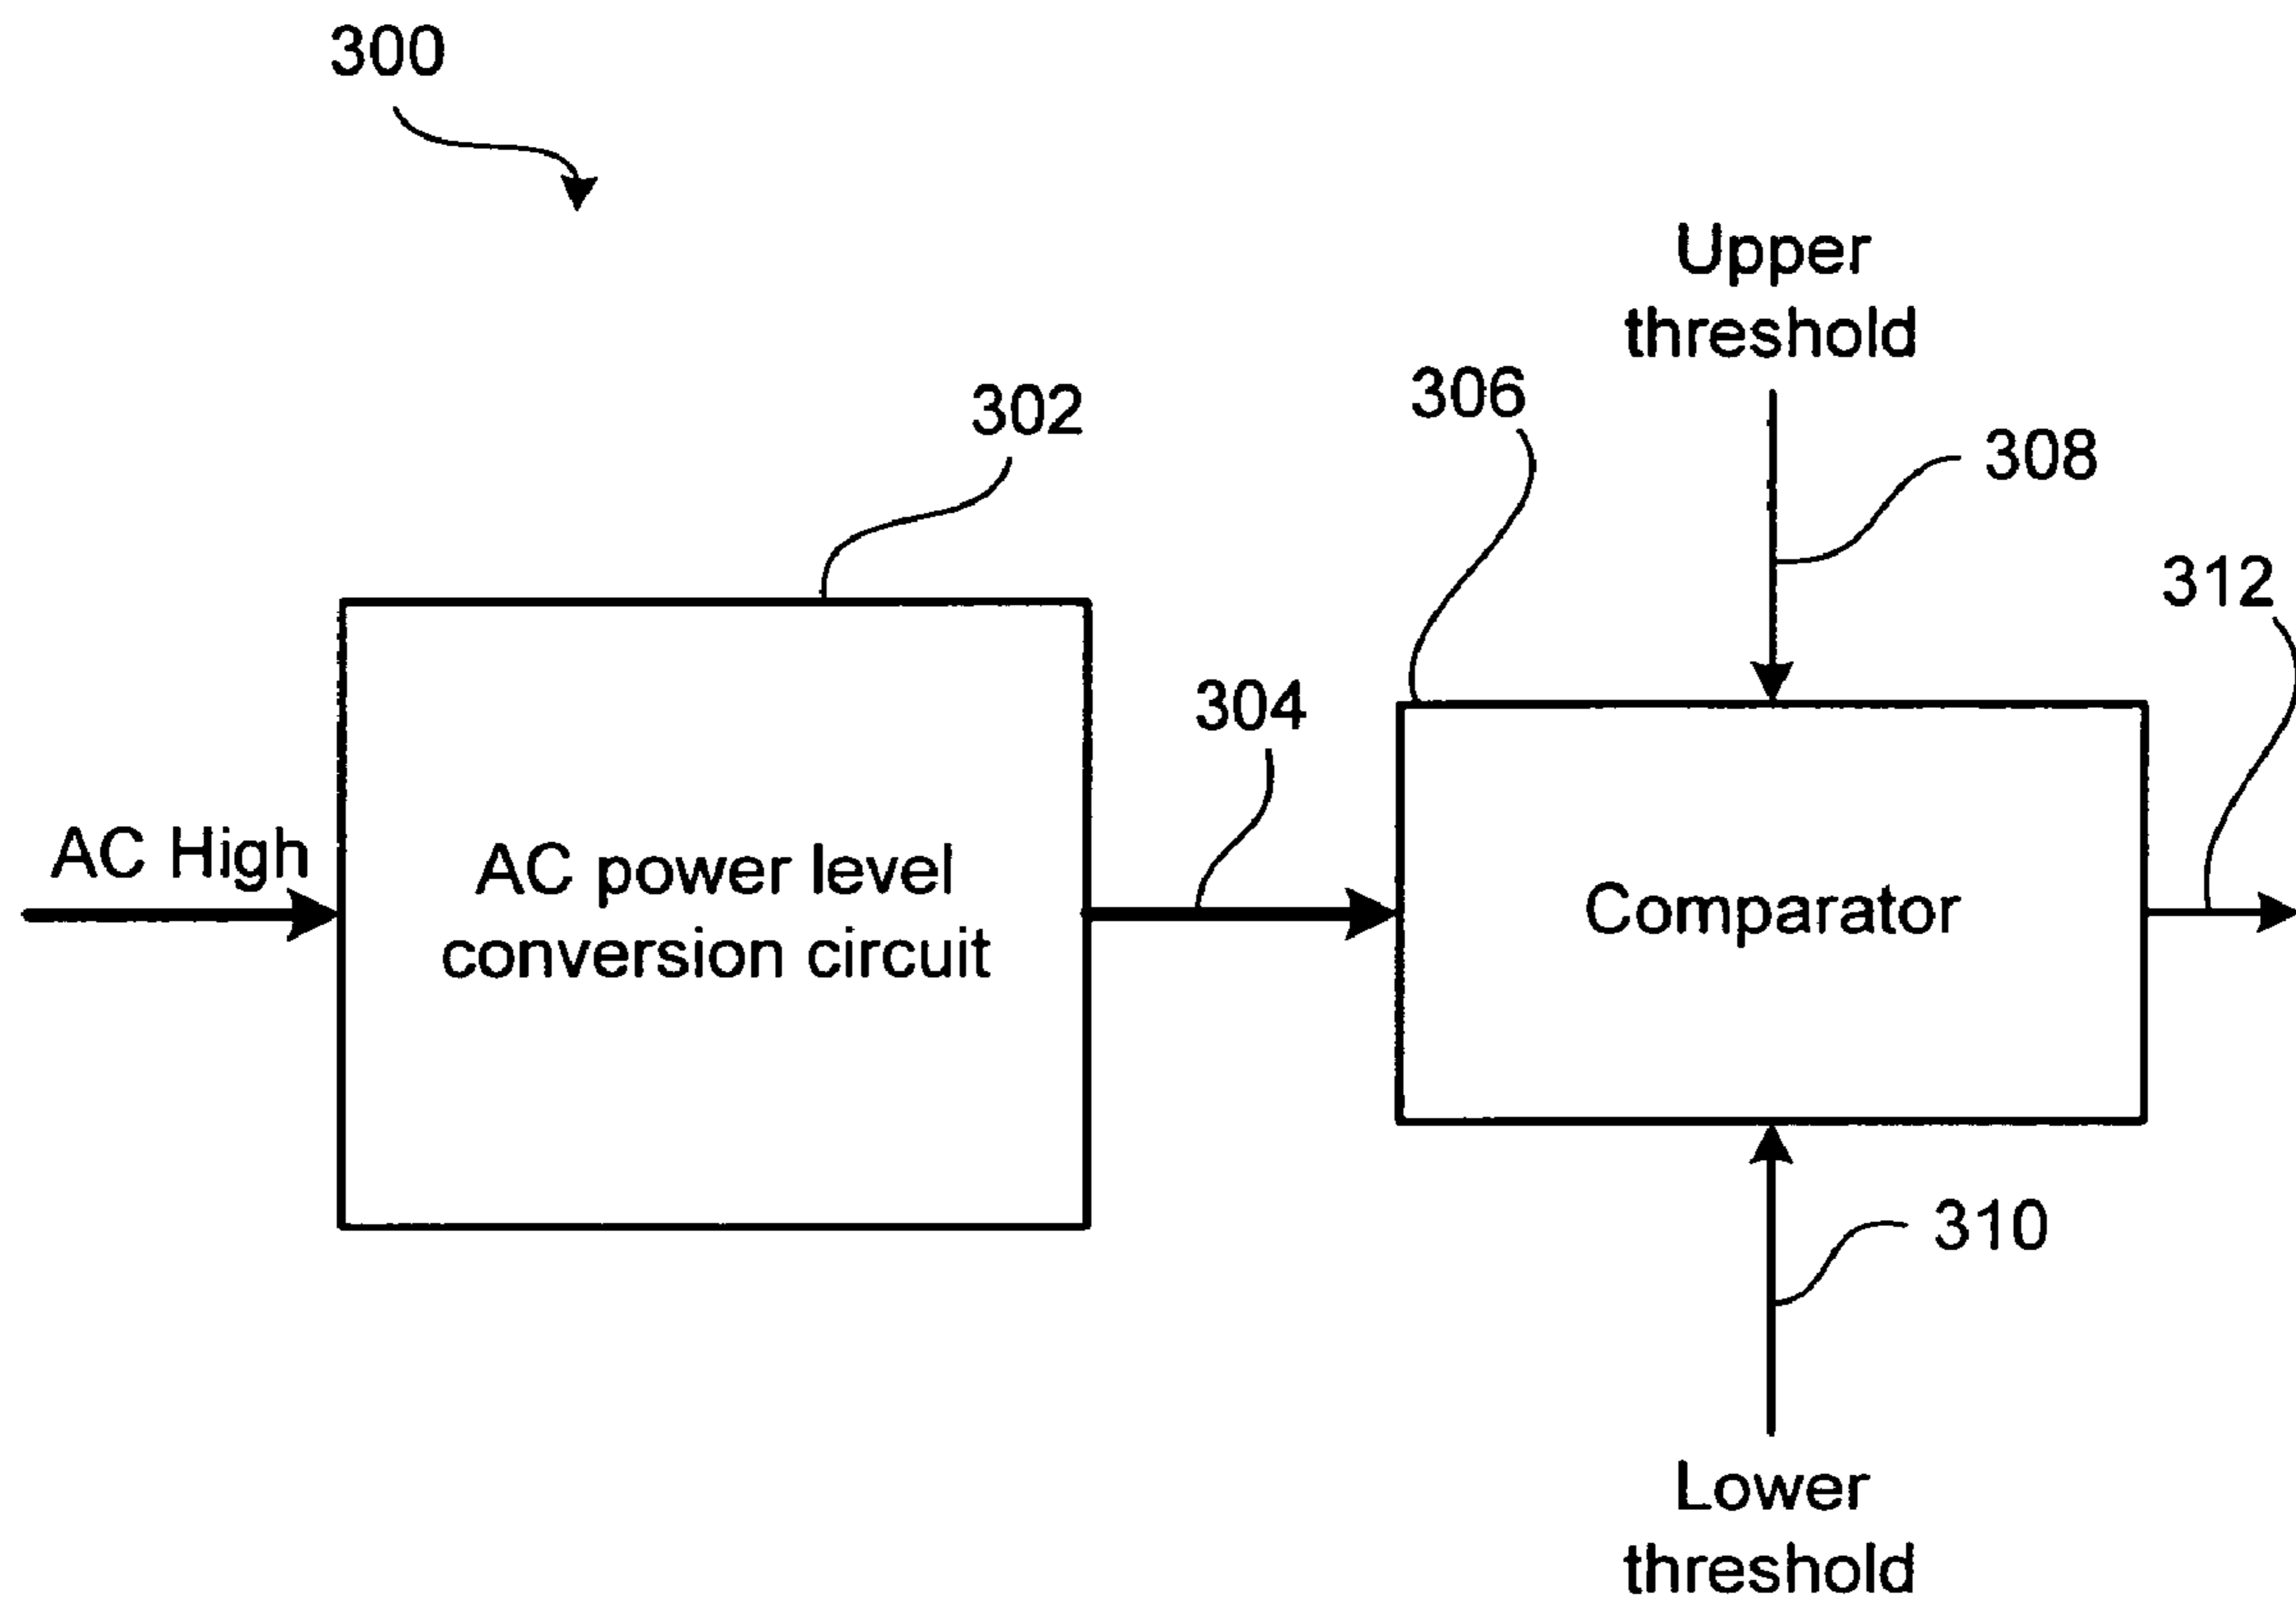 300
Upper
threshold
306
302
308
312
304
AC High
AC power level
conversion circuit
Comparator
310
Lower
threshold